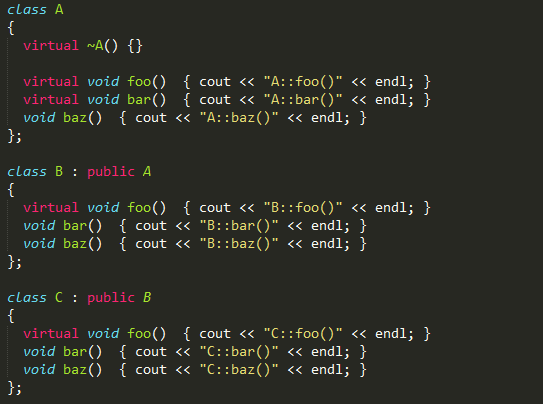 class A
{
  virtual ~A() {}

  virtual void foo()  { cout << "A::foo()" << endl; }
  virtual void bar()  { cout << "A::bar()" << endl; }
  void baz()  { cout << "A::baz()" << endl; }
};

class B : public A
{
  virtual void foo()  { cout << "B::foo()" << endl; }
  void bar()  { cout << "B::bar()" << endl; }
  void baz()  { cout << "B::baz()" << endl; }
};

class C : public B
{
  virtual void foo()  { cout << "C::foo()" << endl; }
  void bar()  { cout << "C::bar()" << endl; }
  void baz()  { cout << "C::baz()" << endl; }
};